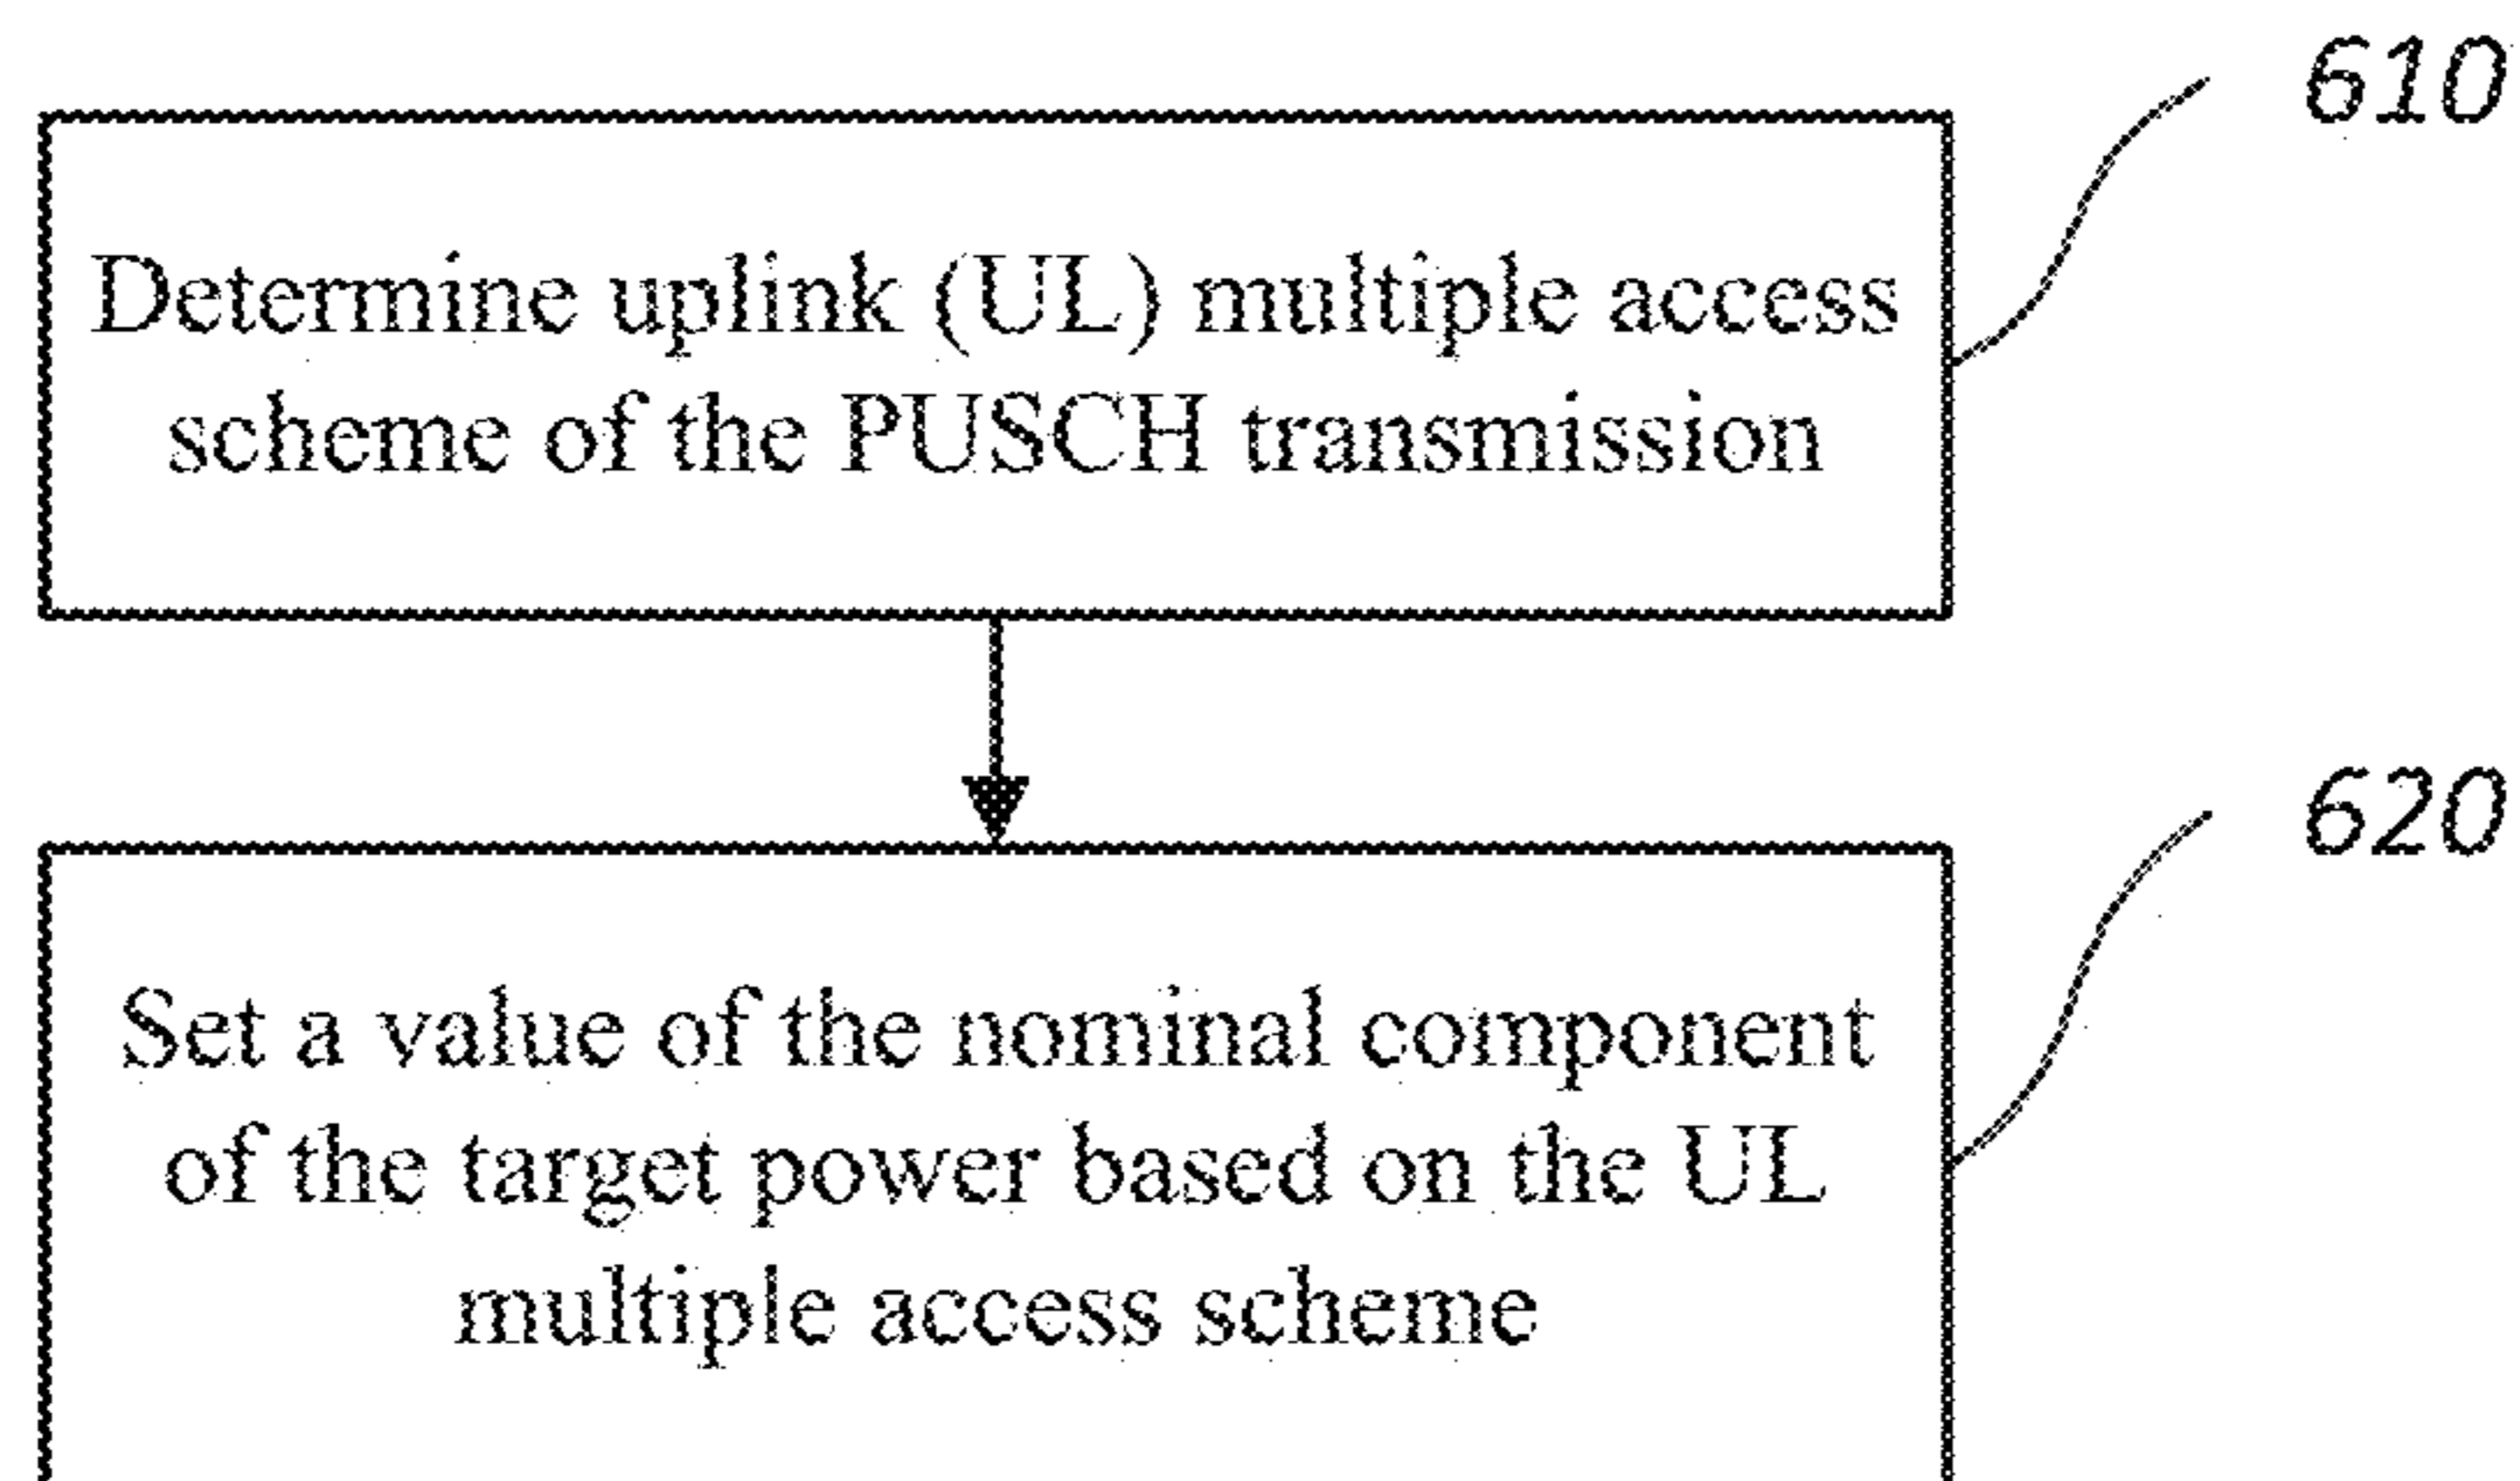 610
Determine uplink (UL) multiple access
scheme of the PUSCH transmission
620
Set a value of the nominal component
of the target power based on the UL
multiple access scheme